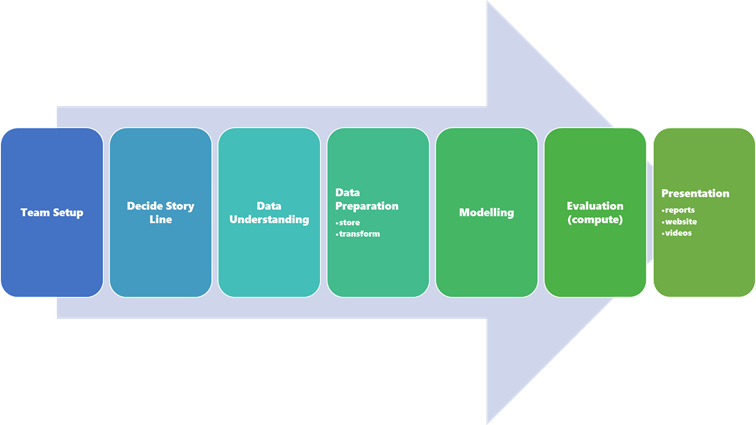 Team Setup
Decide Story
Line
Data
Understanding
Data
Preparation
•store
•transform
Modelling
Evaluation
(compute)
Presentation
•reports
•website
•videos